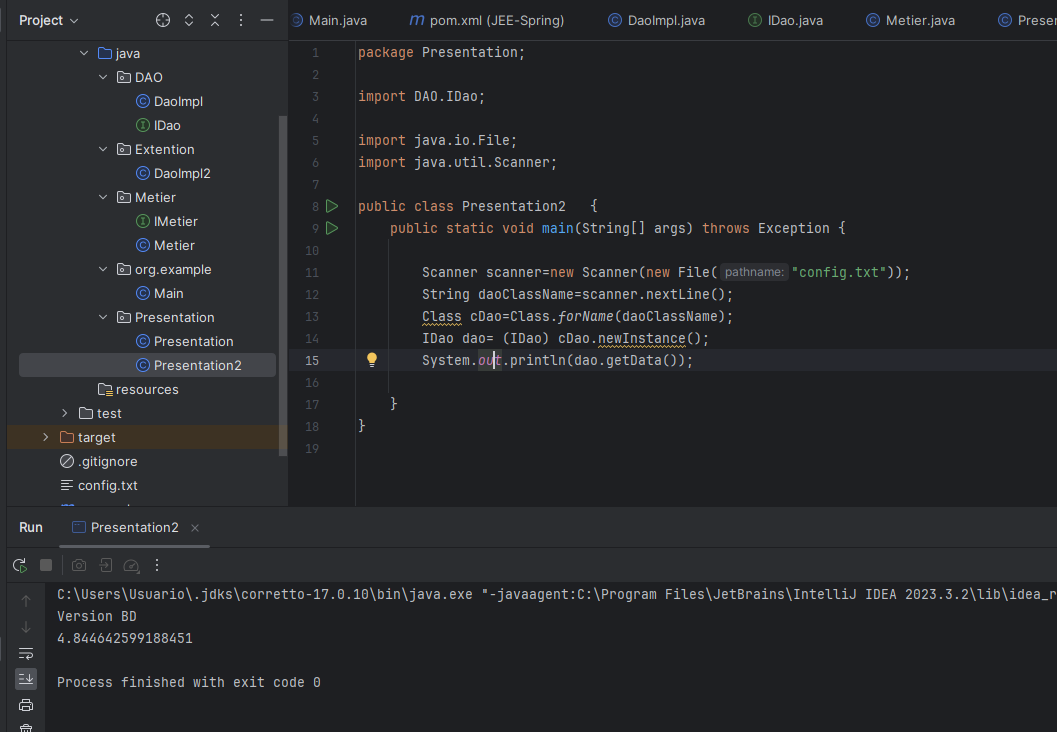 Project
Main.java
pom.xml (JEE-Spring)
DaoImpl.java
IDao.java
Metier.java
java
DAO
DaoImpl
IDao
Extention
DaoImpl2
Metier
IMetier
Metier
org.example
Main
Presentation
Presentation
Presentation2
resources
test
target
.gitignore
config.txt
1 package Presentation;
2
3 import DAO.IDao;
4
5 import java.io.File;
6 import java.util.Scanner;
7
8 public class Presentation2 {
9 public static void main(String[] args) throws Exception {
10
11 Scanner scanner=new Scanner(new File( pathname: "config.txt"));
12 String daoClassName=scanner.nextLine();
13 Class cDao=Class.forName(daoClassName);
14 IDao dao= (IDao) cDao.newInstance();
15 System.out.println(dao.getData());
16
17 }
18 }
19
Run
Presentation2
C:\Users\Usuario\.jdks\corretto-17.0.10\bin\java.exe "-javaagent:C:\Program Files\JetBrains\IntelliJ IDEA 2023.3.2\lib\idea_r
Version BD
4.844642599188451
Process finished with exit code 0